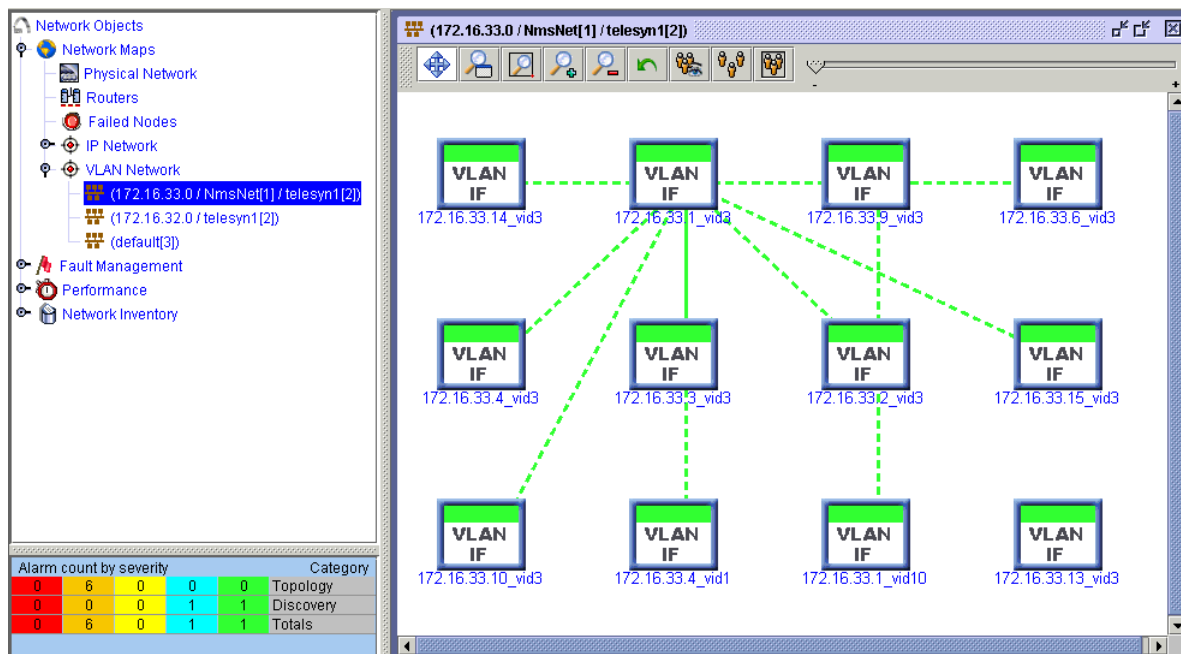 Network Objects
Network Maps
Physical Network
Routers
Failed Nodes
IP Network
VLAN Network
(172.16.33.0 / NmsNet[1] / telesyn1[2])
(172.16.32.0 / telesyn1[2])
(default[3])
Fault Management
Performance
Network Inventory
Alarm count by severity Category
0 6 0 0 0 Topology
0 0 0 1 1 Discovery
0 6 0 1 1 Totals
(172.16.33.0 / NmsNet[1] / telesyn1[2])
- +
VLAN IF
172.16.33.14_vid3
VLAN IF
172.16.33.1_vid3
VLAN IF
172.16.33.9_vid3
VLAN IF
172.16.33.6_vid3
VLAN IF
172.16.33.4_vid3
VLAN IF
172.16.33.3_vid3
VLAN IF
172.16.33.2_vid3
VLAN IF
172.16.33.15_vid3
VLAN IF
172.16.33.10_vid3
VLAN IF
172.16.33.4_vid1
VLAN IF
172.16.33.1_vid10
VLAN IF
172.16.33.13_vid3